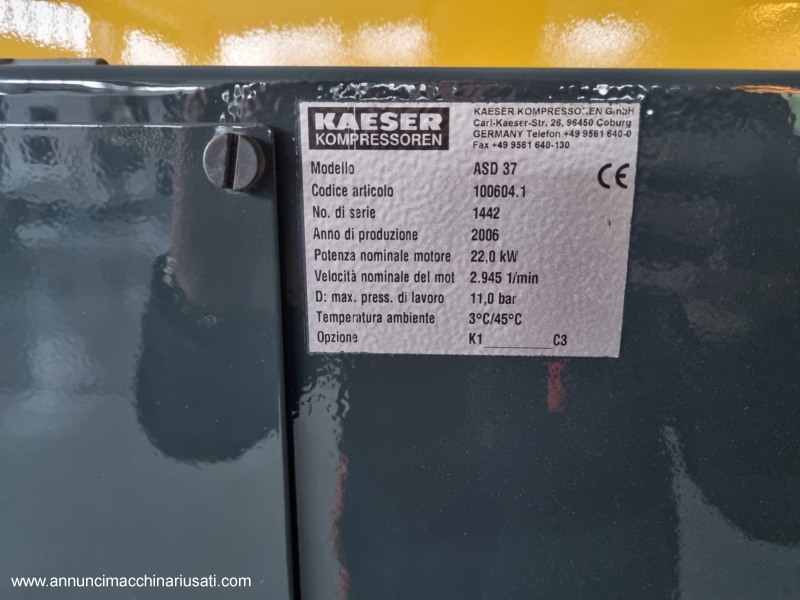 KAESER
KOMPRESSOREN
KAESER KOMPRESSOREN GmbH
Carl-Kaeser-Str. 26, 96450 Coburg
GERMANY Telefon +49 9561 640-0
Fax +49 9561 640-130
CE
Modello ASD 37
Codice articolo 100604.1
No. di serie 1442
Anno di produzione 2006
Potenza nominale motore 22,0 kW
Velocità nominale del mot 2.945 1/min
D: max. press. di lavoro 11,0 bar
Temperatura ambiente 3°C/45°C
Opzione K1________C3
www.annuncimacchinariusati.com